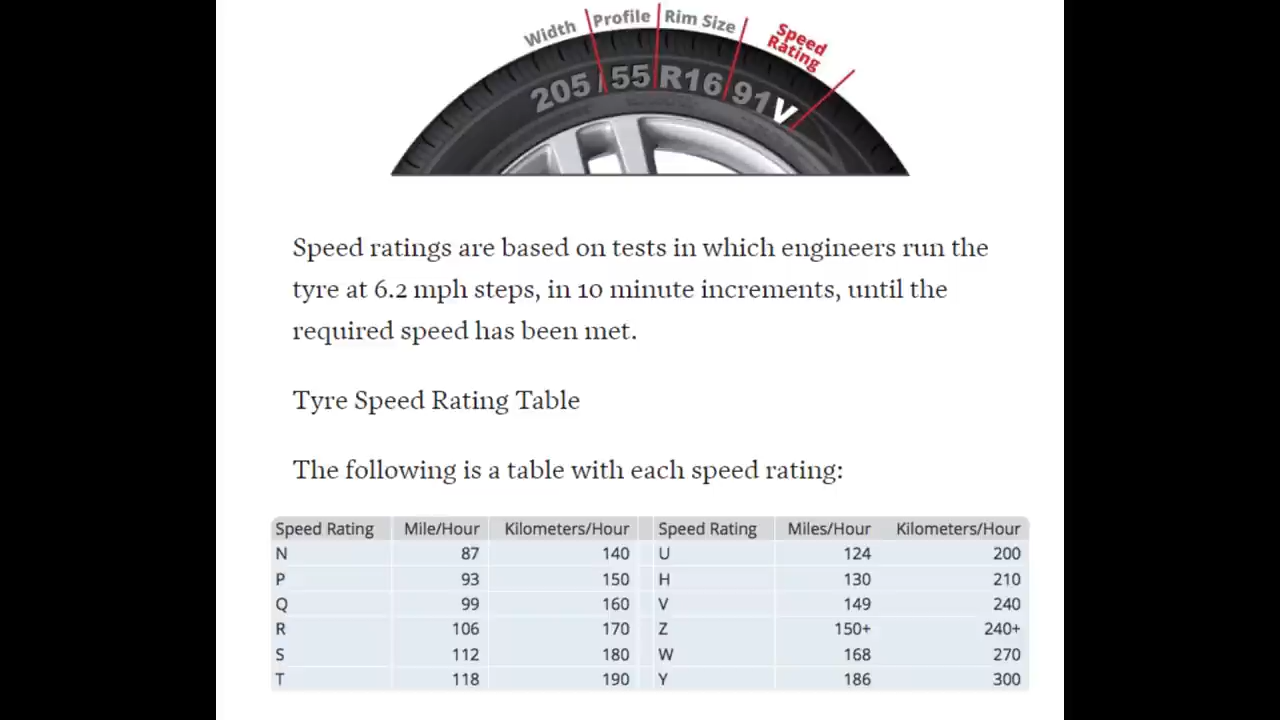 Width Profile Rim Size Speed Rating
205 / 55 R16 91 V
Speed ratings are based on tests in which engineers run the
tyre at 6.2 mph steps, in 10 minute increments, until the
required speed has been met.
Tyre Speed Rating Table
The following is a table with each speed rating:
Speed Rating Mile/Hour Kilometers/Hour Speed Rating Miles/Hour Kilometers/Hour
N 87 140 U 124 200
P 93 150 H 130 210
Q 99 160 V 149 240
R 106 170 Z 150+ 240+
S 112 180 W 168 270
T 118 190 Y 186 300